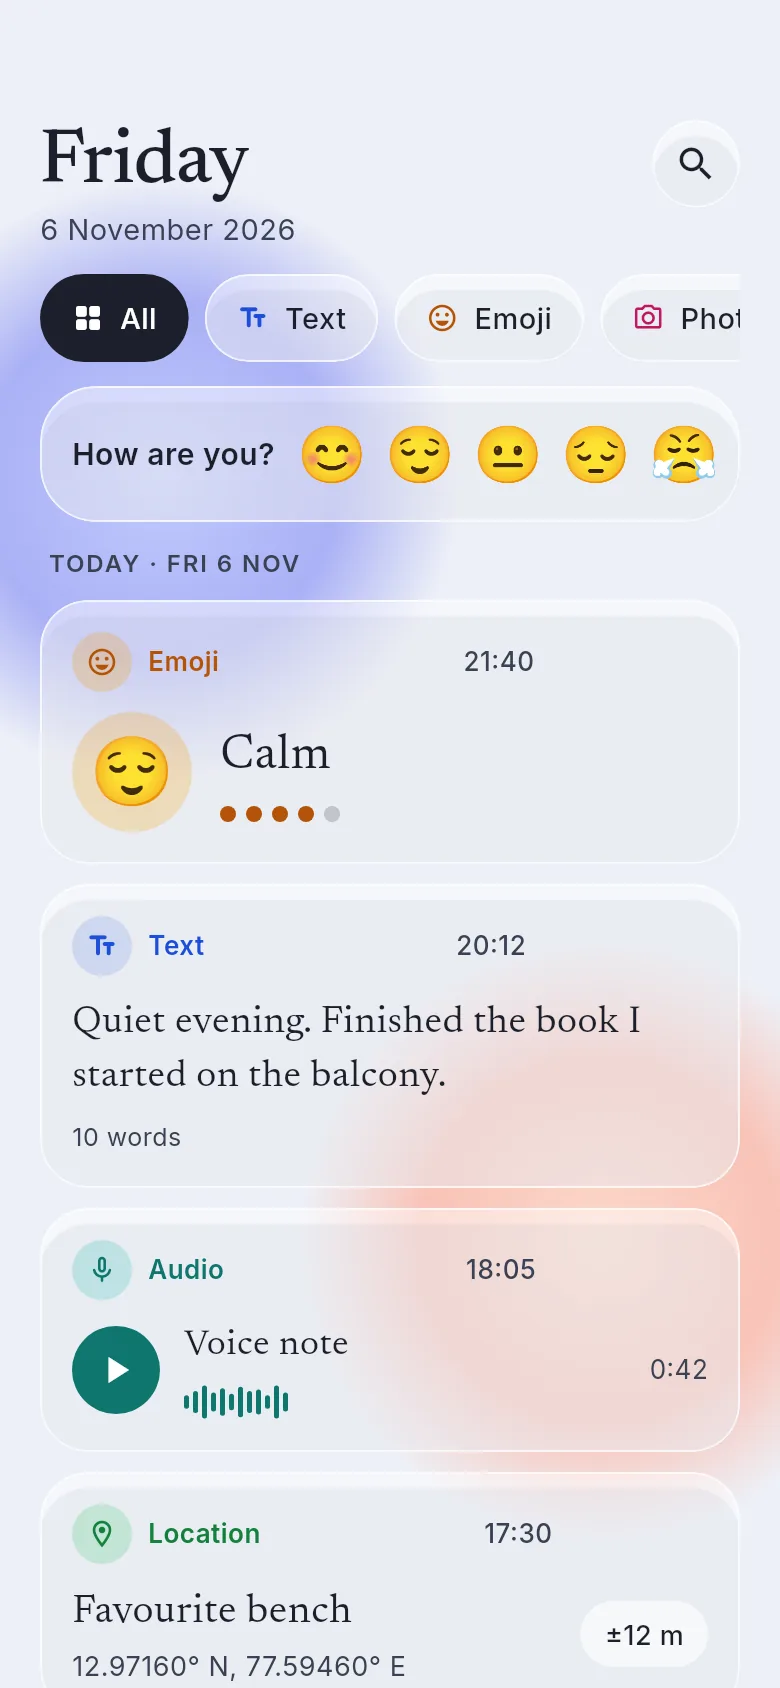 Friday
6 November 2026
All Text Emoji Phot
How are you? 😊 😌 😐 😔 😤
TODAY · FRI 6 NOV
Emoji 21:40
Calm
Text 20:12
Quiet evening. Finished the book I
started on the balcony.
10 words
Audio 18:05
Voice note
0:42
Location 17:30
Favourite bench
±12 m
12.97160° N, 77.59460° E